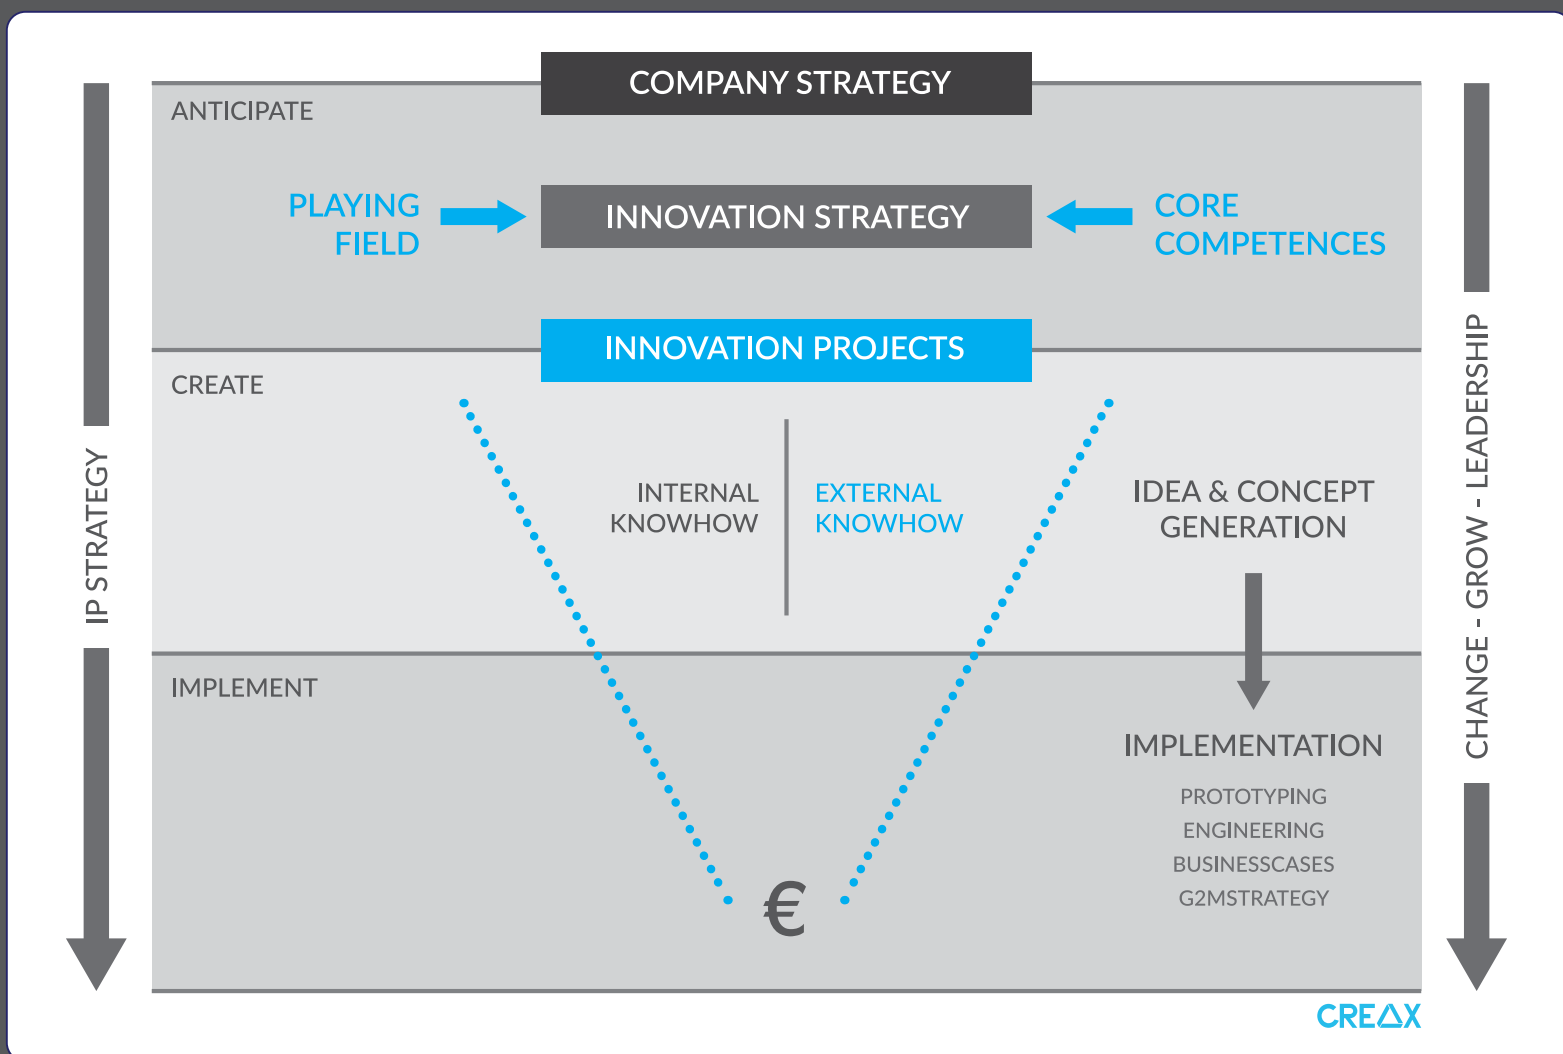 COMPANY STRATEGY
ANTICIPATE
PLAYING
FIELD
INNOVATION STRATEGY
CORE
COMPETENCES
INNOVATION PROJECTS
CREATE
INTERNAL
KNOWHOW
EXTERNAL
KNOWHOW
IDEA & CONCEPT
GENERATION
IMPLEMENT
IMPLEMENTATION
PROTOTYPING
ENGINEERING
BUSINESSCASES
G2MSTRATEGY
€
IP STRATEGY
CHANGE - GROW - LEADERSHIP
CREAX